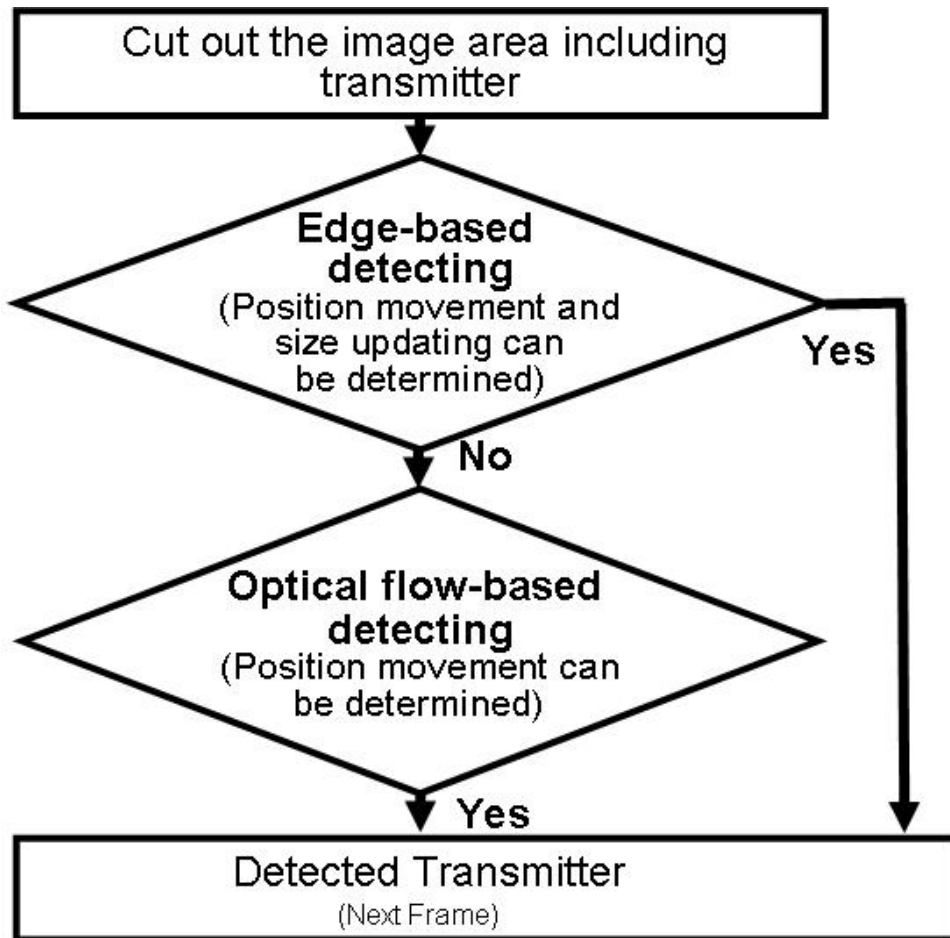 Cut out the image area including
transmitter
Edge-based
detecting
(Position movement and
size updating can
be determined)
Yes
No
Optical flow-based
detecting
(Position movement can
be determined)
Yes
Detected Transmitter
(Next Frame)